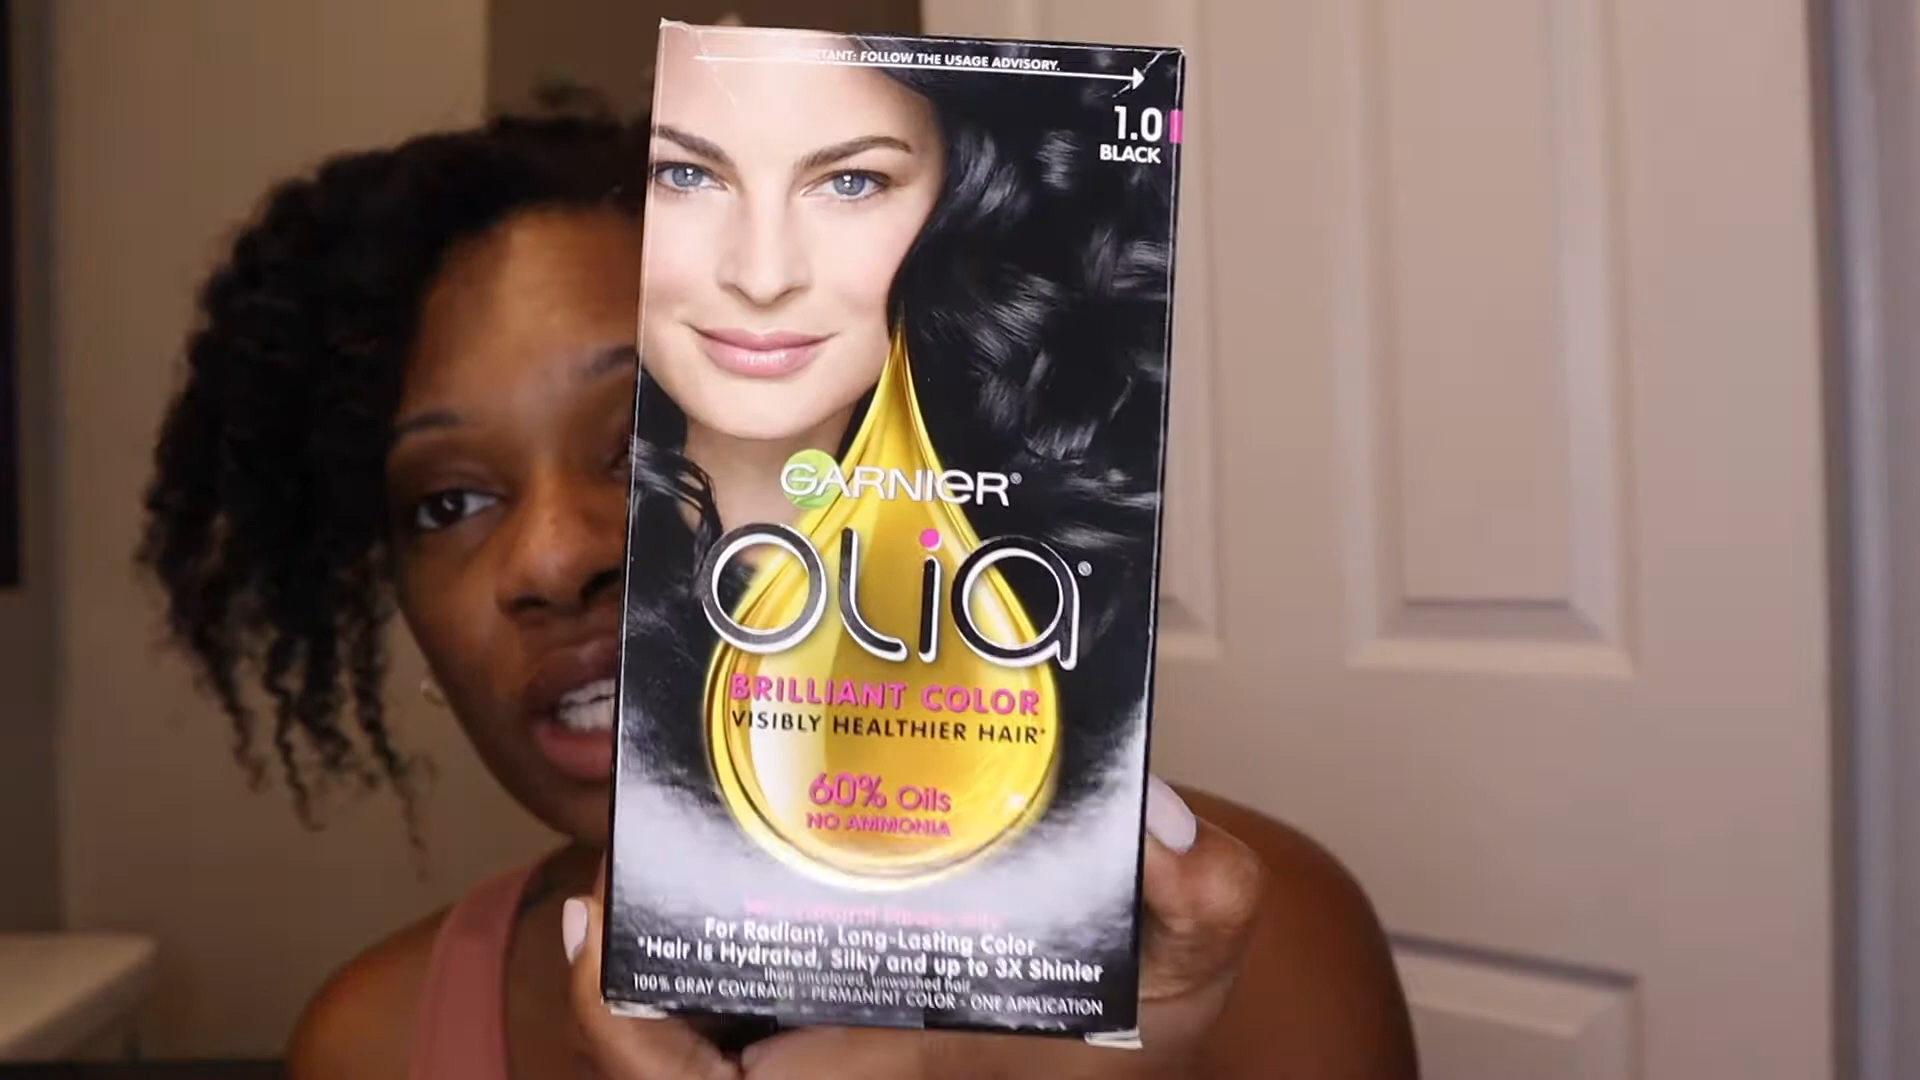 TANT: FOLLOW THE USAGE ADVISORY.
1.0
BLACK
GARNIER®
OLIA®
BRILLIANT COLOR
VISIBLY HEALTHIER HAIR*
60% Oils
NO AMMONIA
For Radiant, Long-Lasting Color
*Hair is Hydrated, Silky and up to 3X Shinier
than uncolored, unwashed hair
100% GRAY COVERAGE - PERMANENT COLOR - ONE APPLICATION